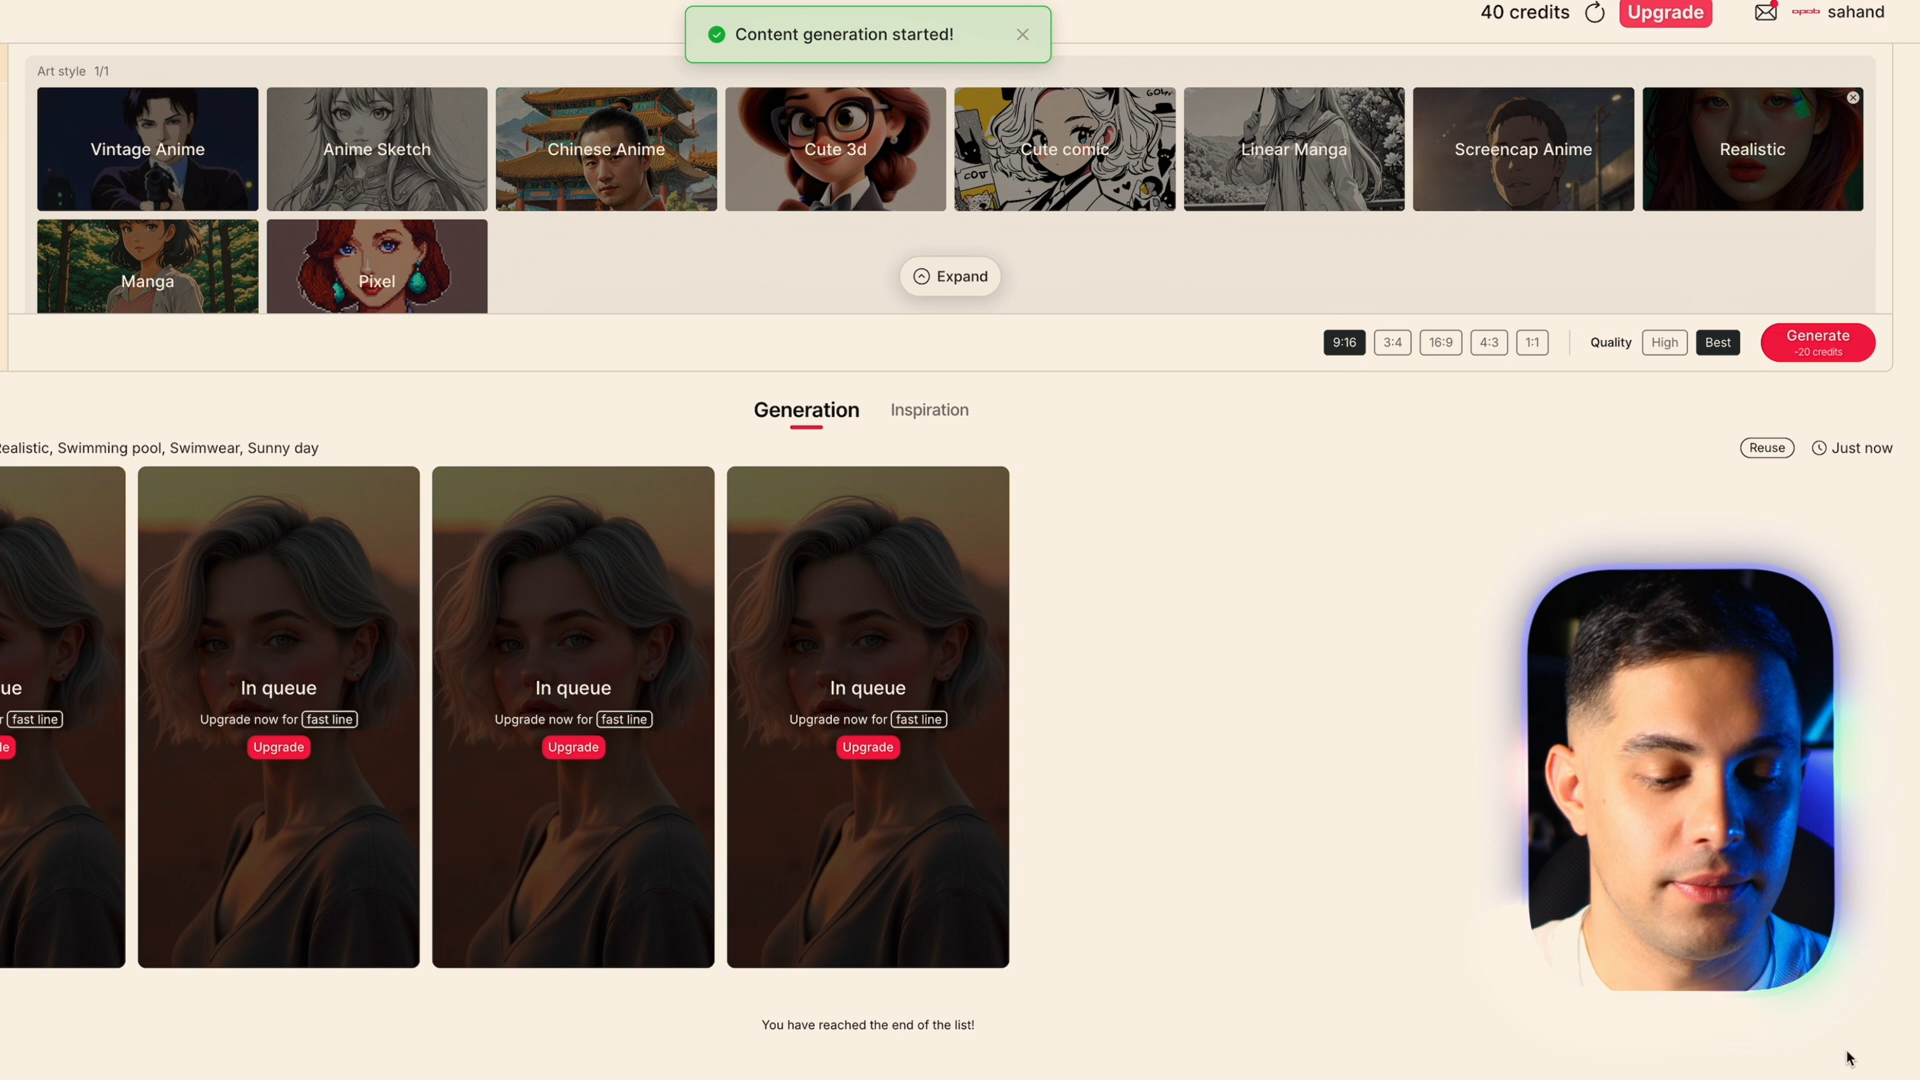 Content generation started!
40 credits
Upgrade
sahand
Art style 1/1
Vintage Anime
Anime Sketch
Chinese Anime
Cute 3d
Cute comic
Linear Manga
Screencap Anime
Realistic
Manga
Pixel
Expand
9:16
3:4
16:9
4:3
1:1
Quality
High
Best
Generate
-20 credits
Generation
Inspiration
ealistic, Swimming pool, Swimwear, Sunny day
Reuse
Just now
ue
In queue
In queue
In queue
r fast line
Upgrade now for fast line
Upgrade now for fast line
Upgrade now for fast line
le
Upgrade
Upgrade
Upgrade
You have reached the end of the list!